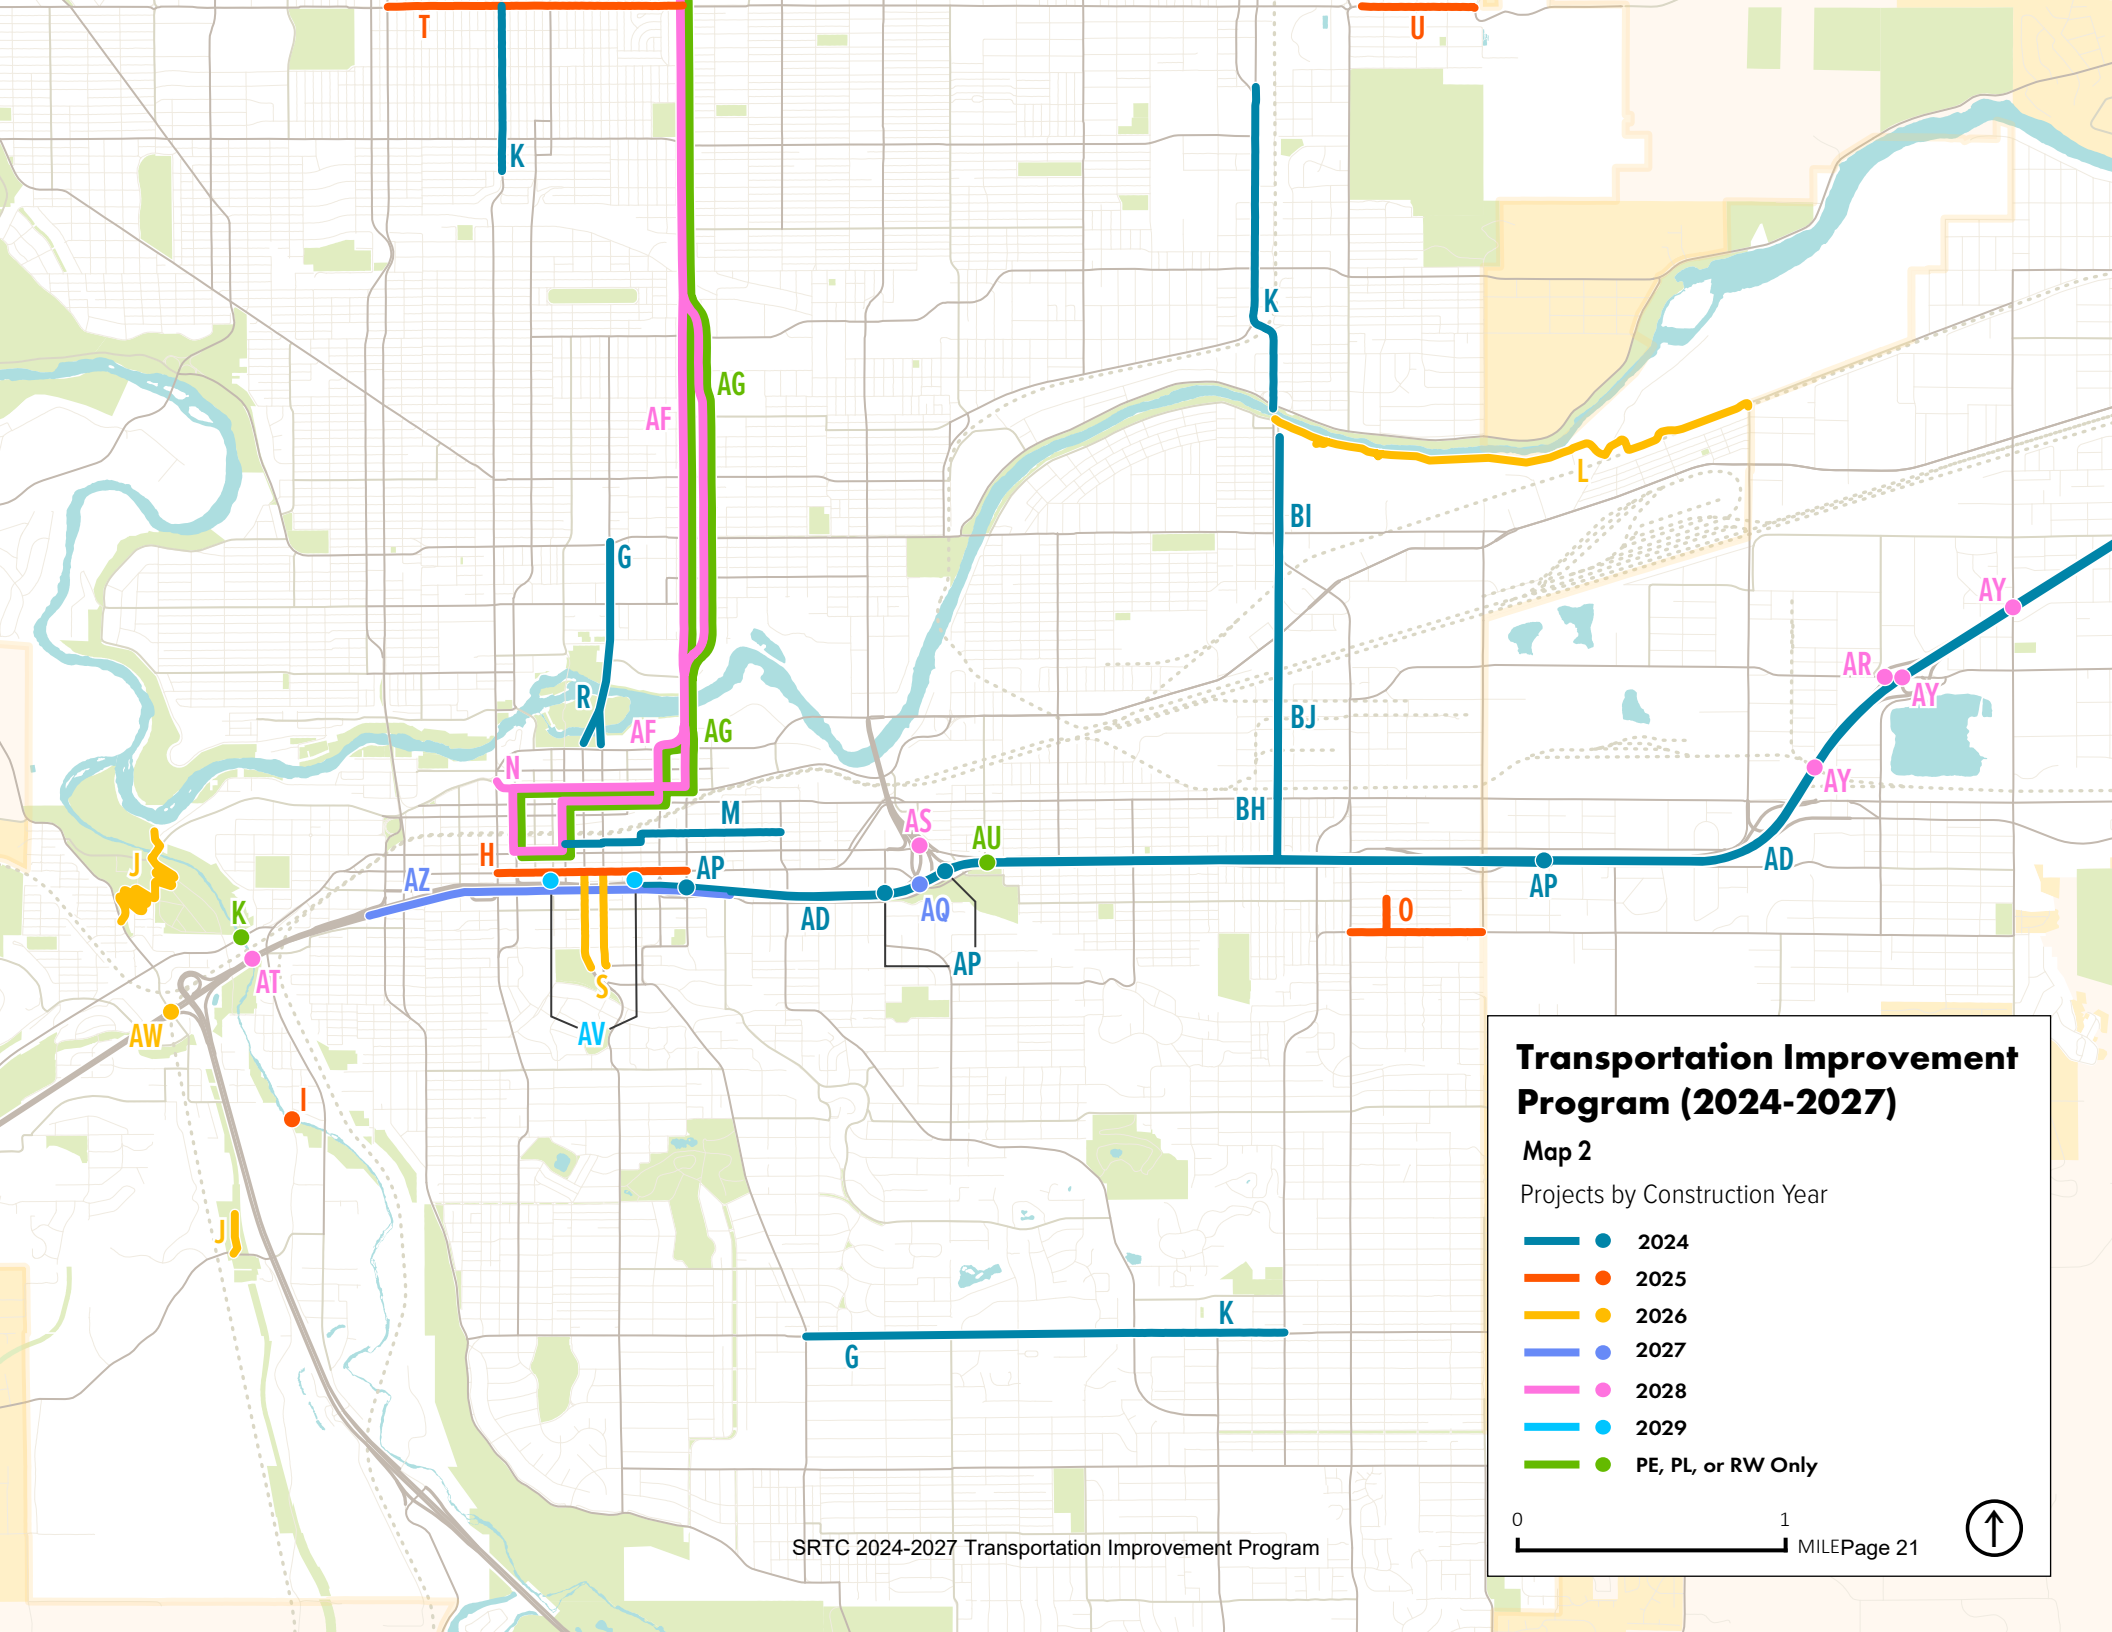 T
U
K
K
AG
AF
L
BI
G
AY
AR
AY
R
BJ
AF
AG
N
AY
M
BH
AS
AU
H
J
AP
AD
AZ
AP
K
AQ
O
AD
AP
AT
S
AW
AV
I
J
K
G
Transportation Improvement
Program (2024-2027)
Map 2
Projects by Construction Year
2024
2025
2026
2027
2028
2029
PE, PL, or RW Only
0 1
MILE
Page 21
SRTC 2024-2027 Transportation Improvement Program